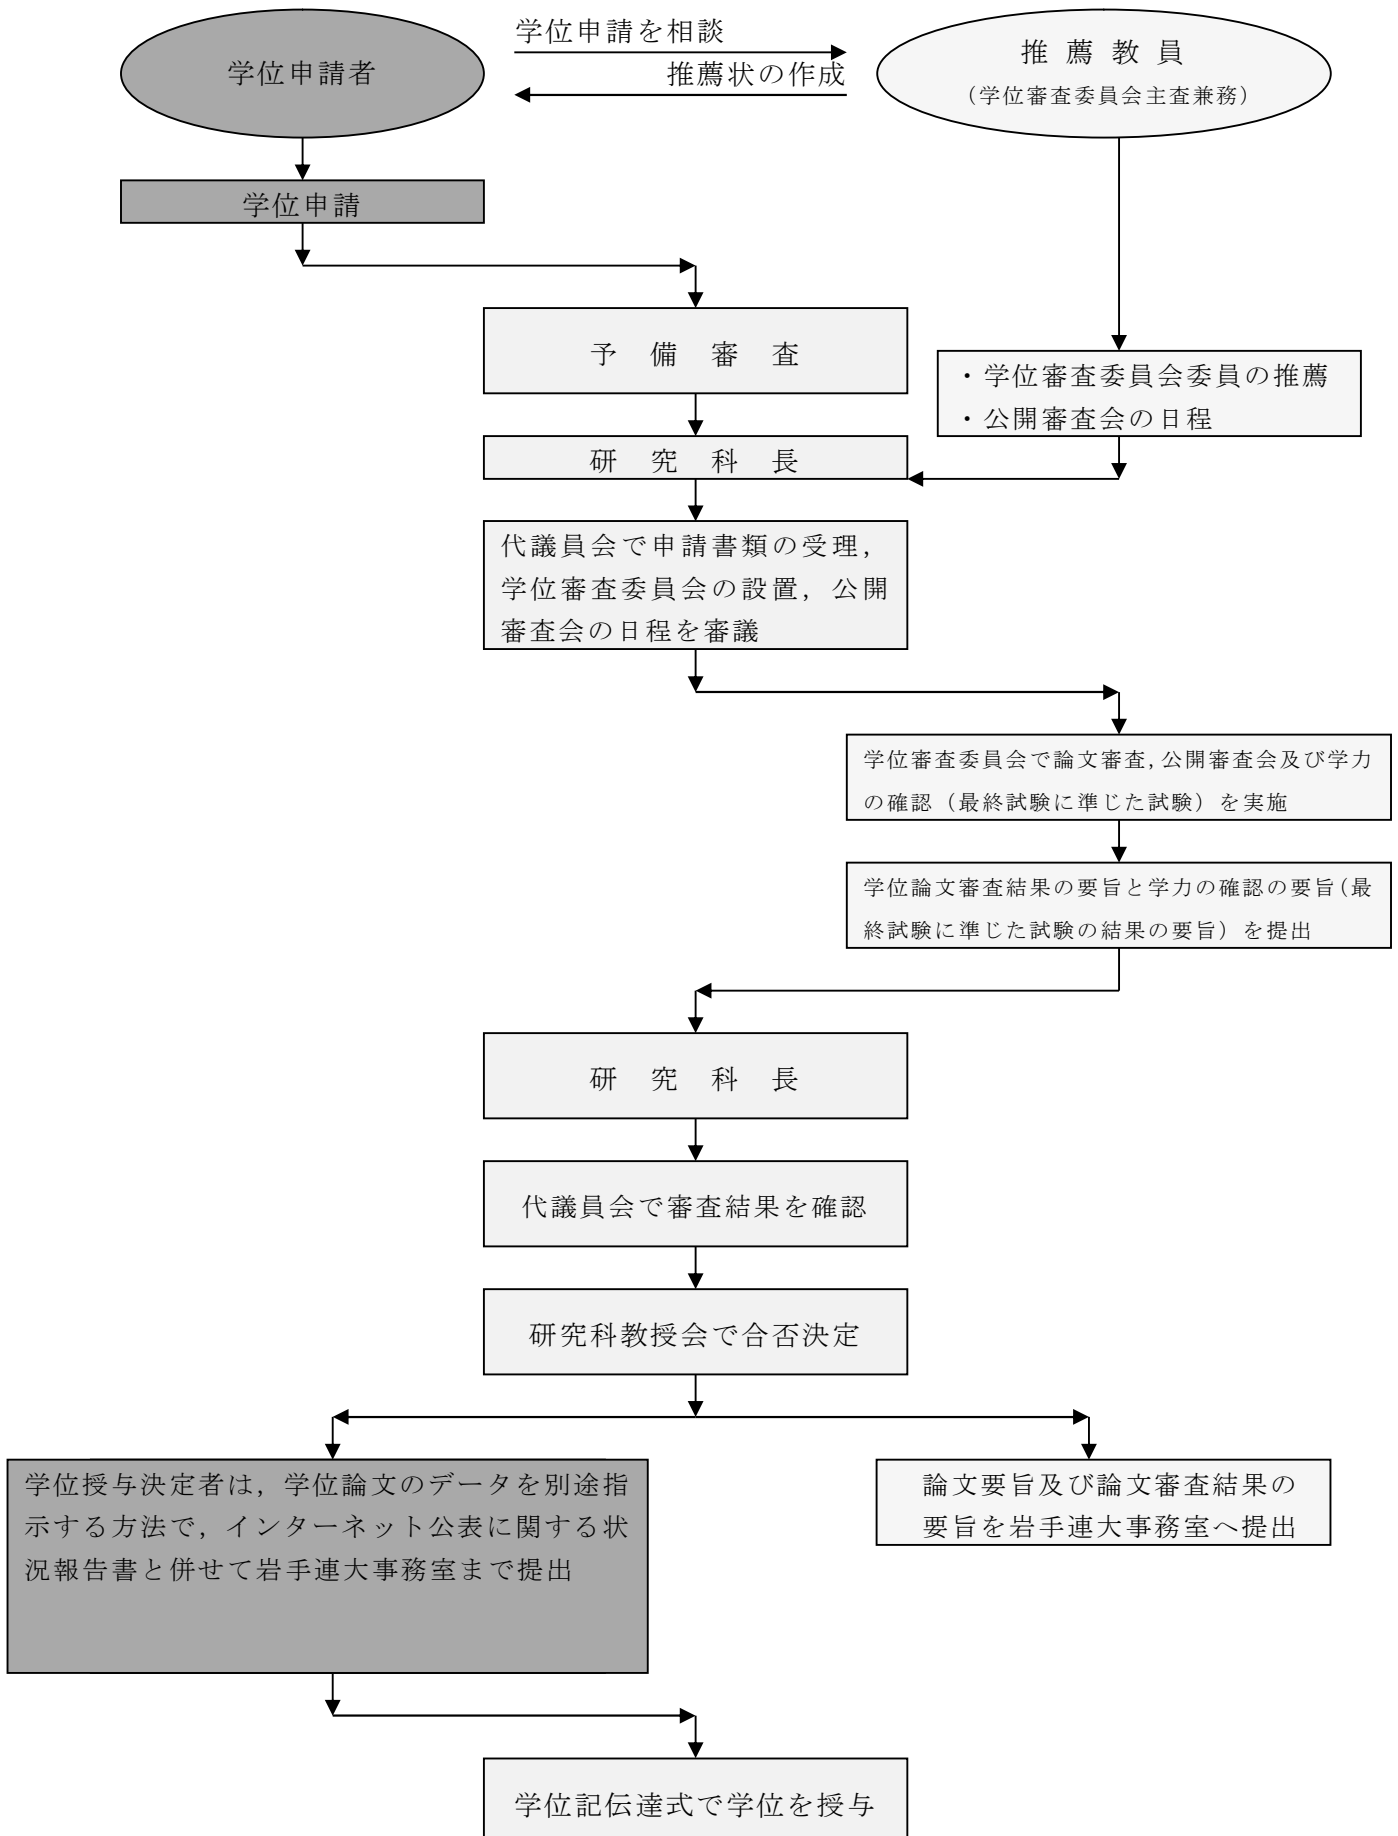 学位申請を相談
学位申請者
推薦教員
推薦状の作成
（学位審査委員会主査兼務）
学位申請
予備審査
・学位審査委員会委員の推薦
・公開審査会の日程
研究科長
代議員会で申請書類の受理，
学位審査委員会の設置，公開
審査会の日程を審議
学位審査委員会で論文審査，公開審査会及び学力
の確認（最終試験に準じた試験）を実施
学位論文審査結果の要旨と学力の確認の要旨（最
終試験に準じた試験の結果の要旨）を提出
研究科長
代議員会で審査結果を確認
研究科教授会で合否決定
学位授与決定者は，学位論文のデータを別途指
示する方法で，インターネット公表に関する状
況報告書と併せて岩手連大事務室まで提出
論文要旨及び論文審査結果の
要旨を岩手連大事務室へ提出
学位記伝達式で学位を授与